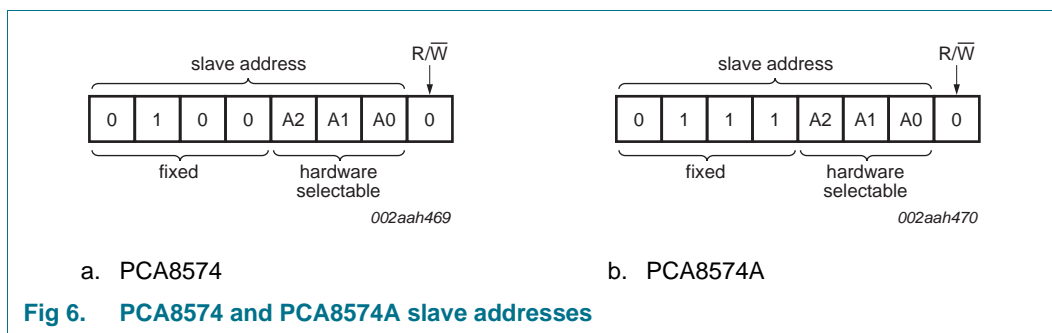 R/W
slave address
0 1 0 0 A2 A1 A0 0
fixed
hardware
selectable
002aah469
a. PCA8574
R/W
slave address
0 1 1 1 A2 A1 A0 0
fixed
hardware
selectable
002aah470
b. PCA8574A
Fig 6. PCA8574 and PCA8574A slave addresses